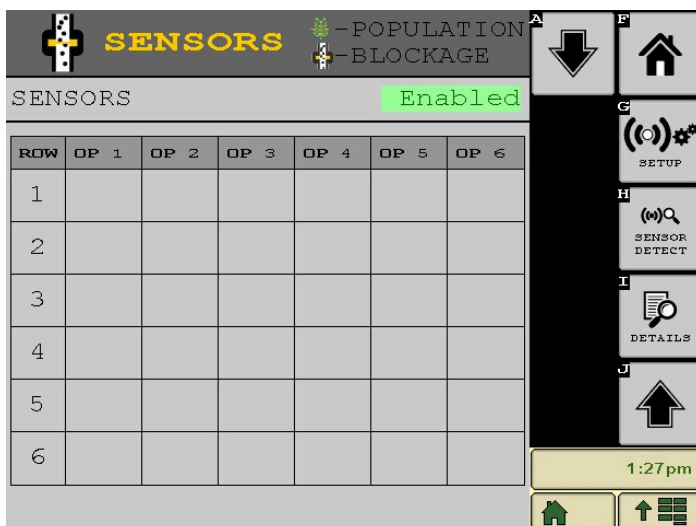 SENSORS
-POPULATION
-BLOCKAGE
SENSORS Enabled
ROW OP 1 OP 2 OP 3 OP 4 OP 5 OP 6
1
2
3
4
5
6
A
F
G
SETUP
H
SENSOR
DETECT
I
DETAILS
J
1:27pm